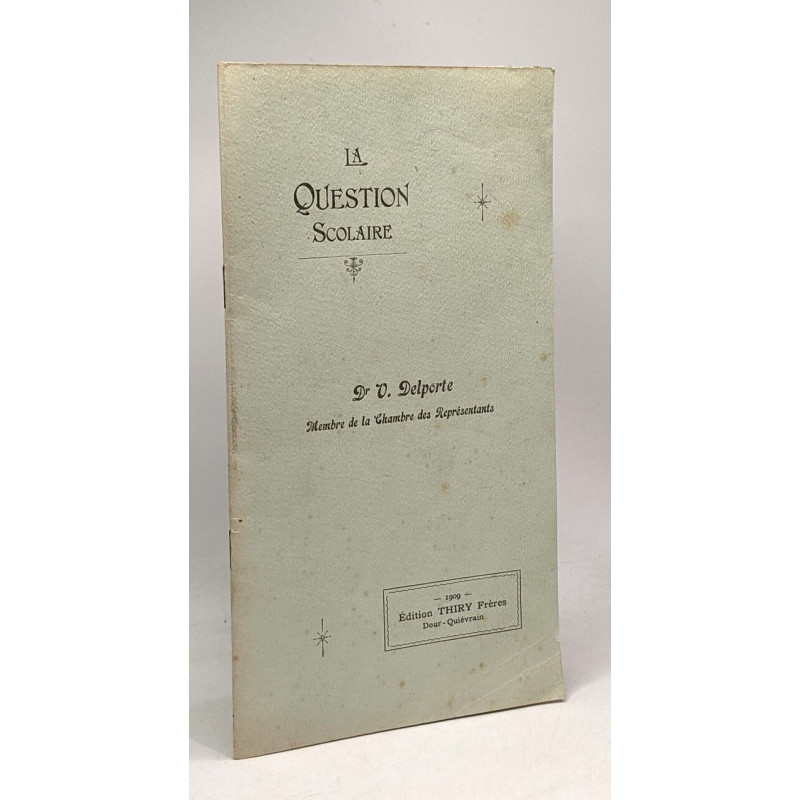 LA
QUESTION
SCOLAIRE
Dr V. Delporte
Membre de la Chambre des Représentants
— 1909 —
Édition THIRY Frères
Dour-Quiévrain